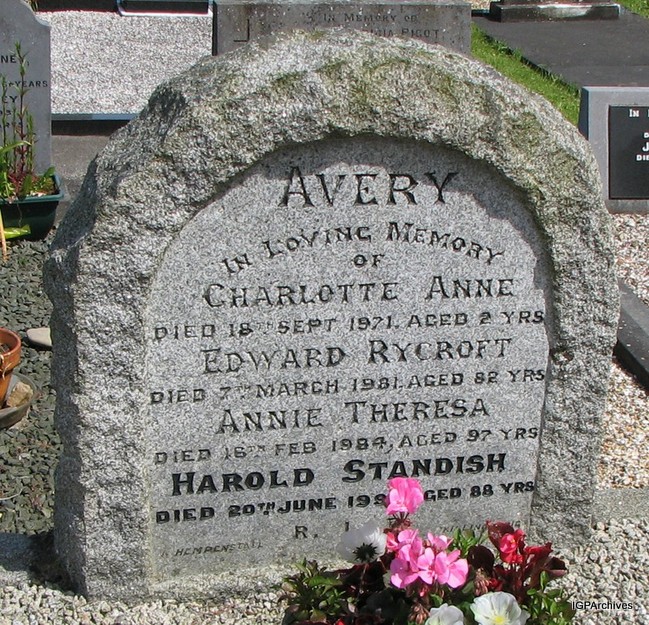 IN MEMORY OF
AVERY
IN LOVING MEMORY
OF
CHARLOTTE ANNE
DIED 18TH SEPT 1971. AGED 2 YRS
EDWARD RYCROFT
DIED 7TH MARCH 1981. AGED 82 YRS
ANNIE THERESA
DIED 16TH FEB 1984, AGED 97 YRS
HAROLD STANDISH
DIED 20TH JUNE AGED 88 YRS
R. I.
HEMPENSTALL
IGPArchives